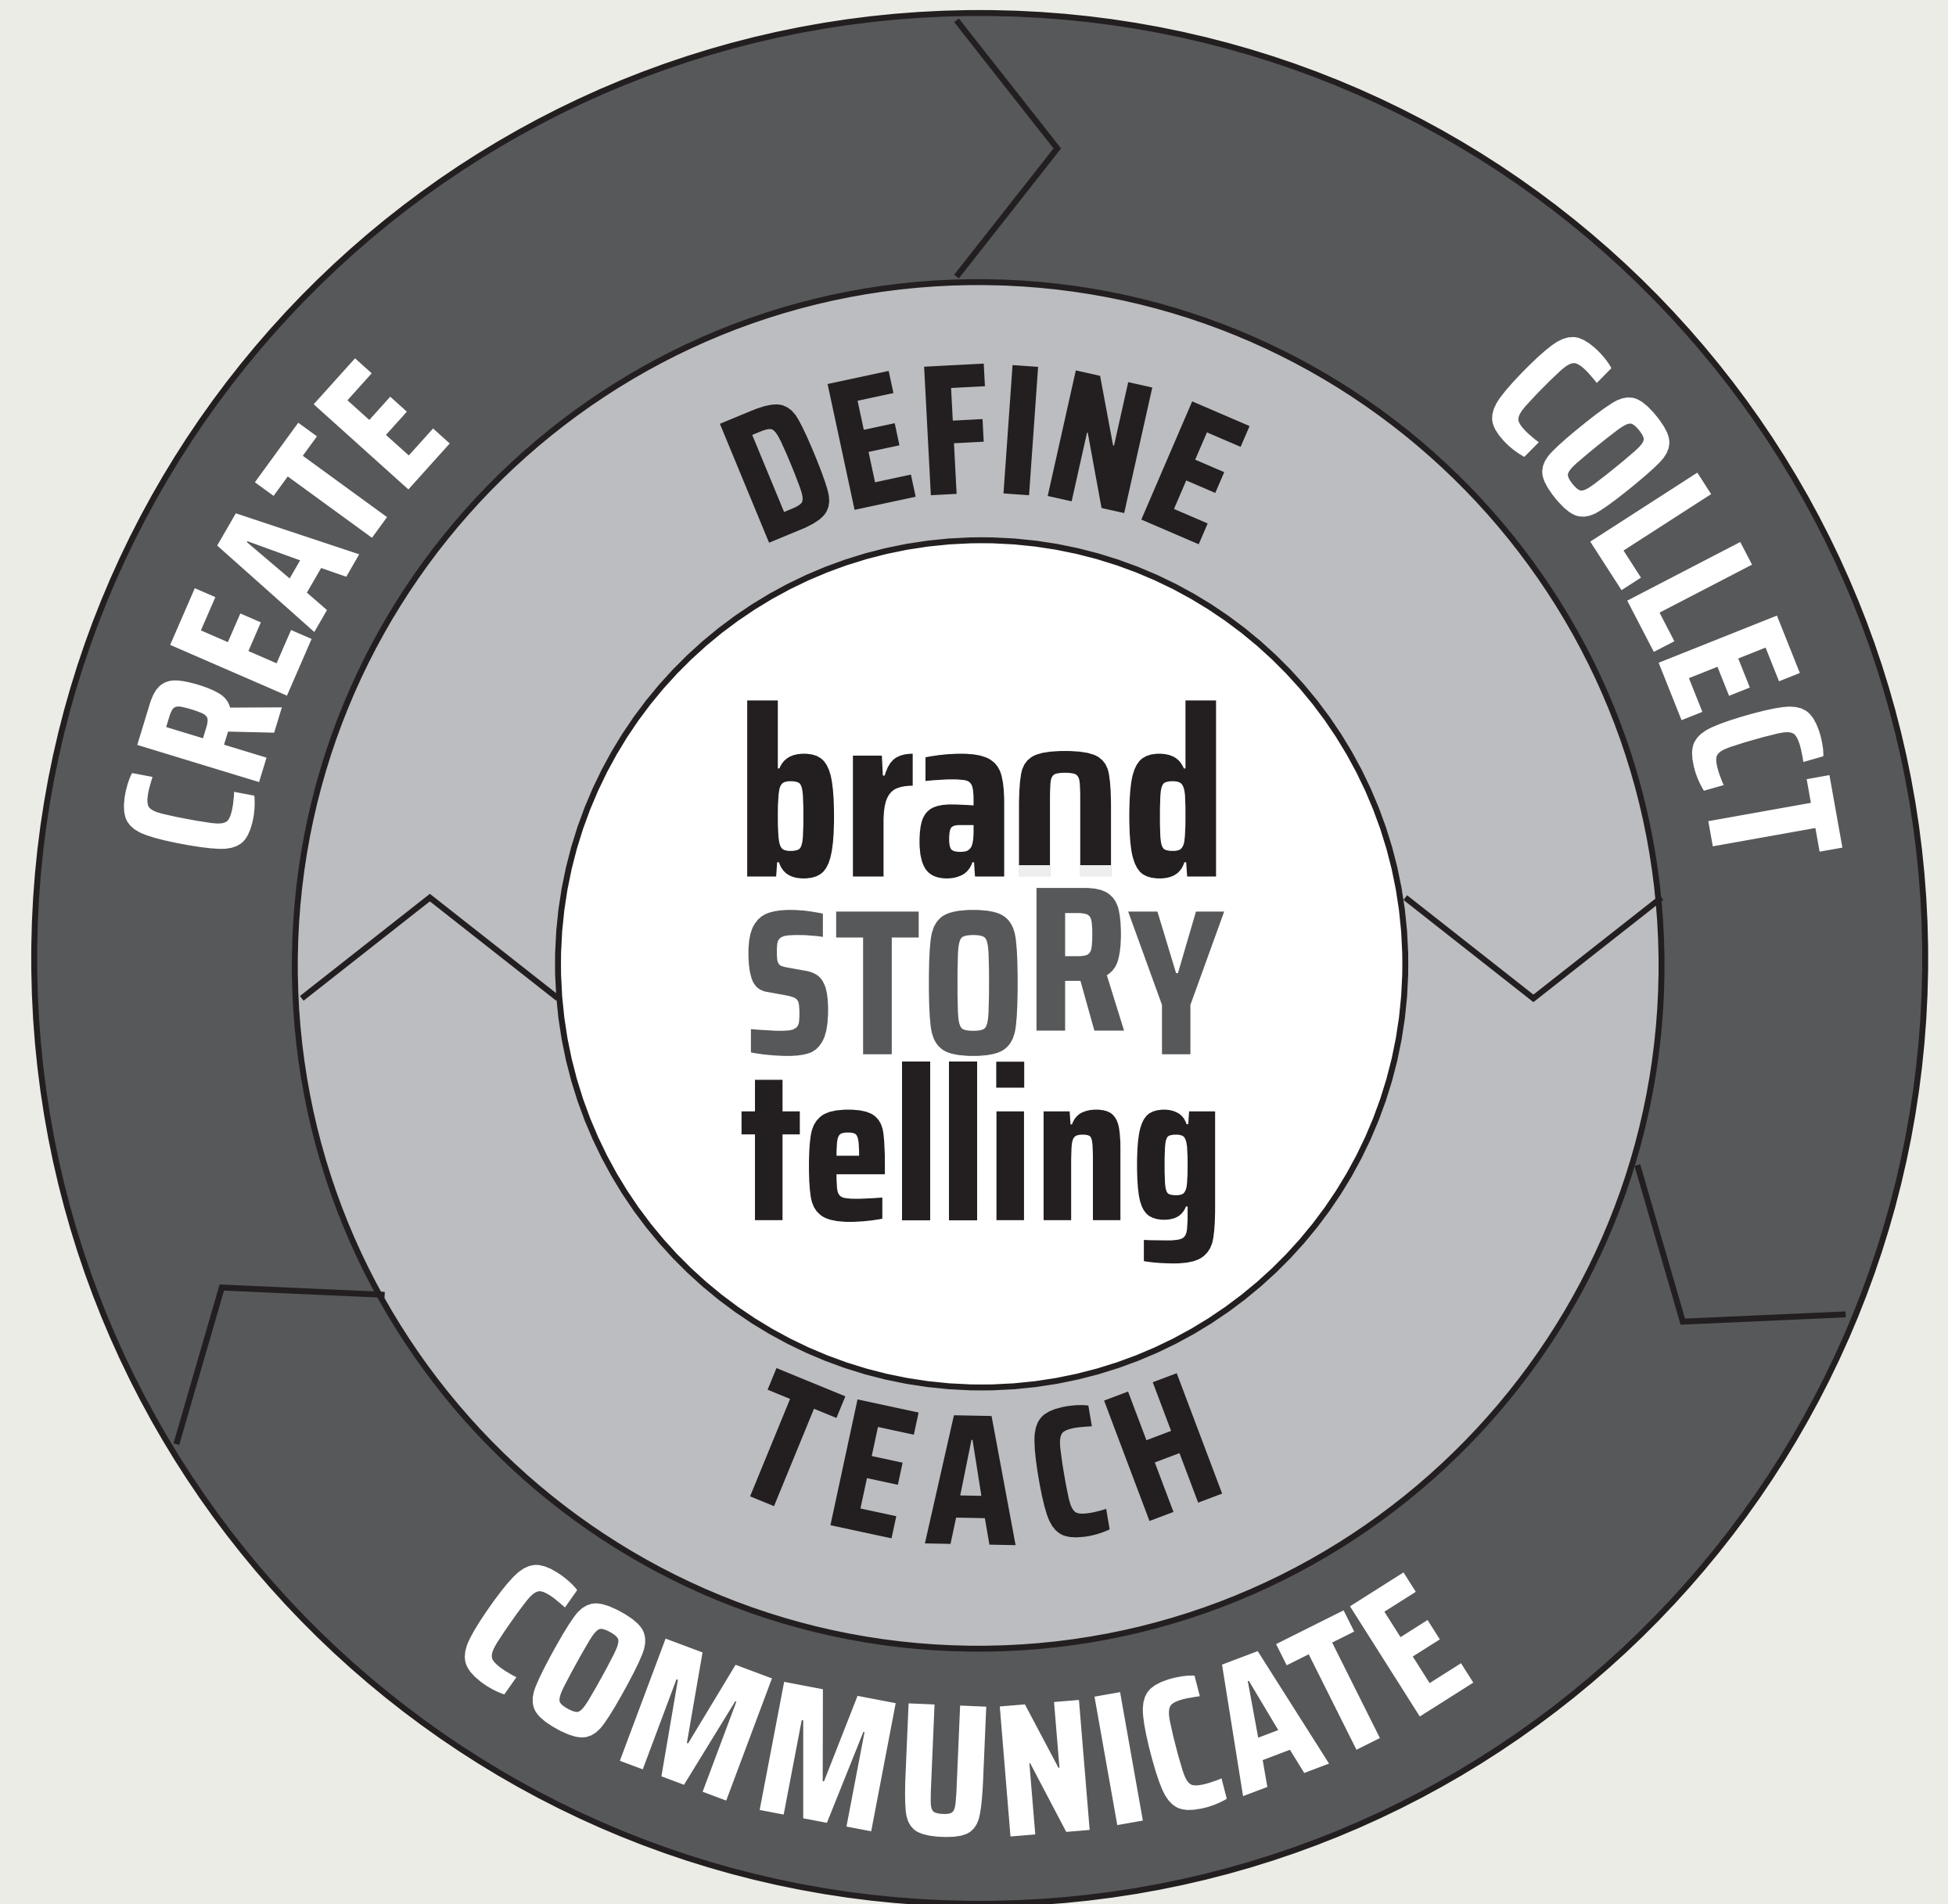 CREATE
COLLECT
DEFINE
brand
STORY
telling
TEACH
COMMUNICATE